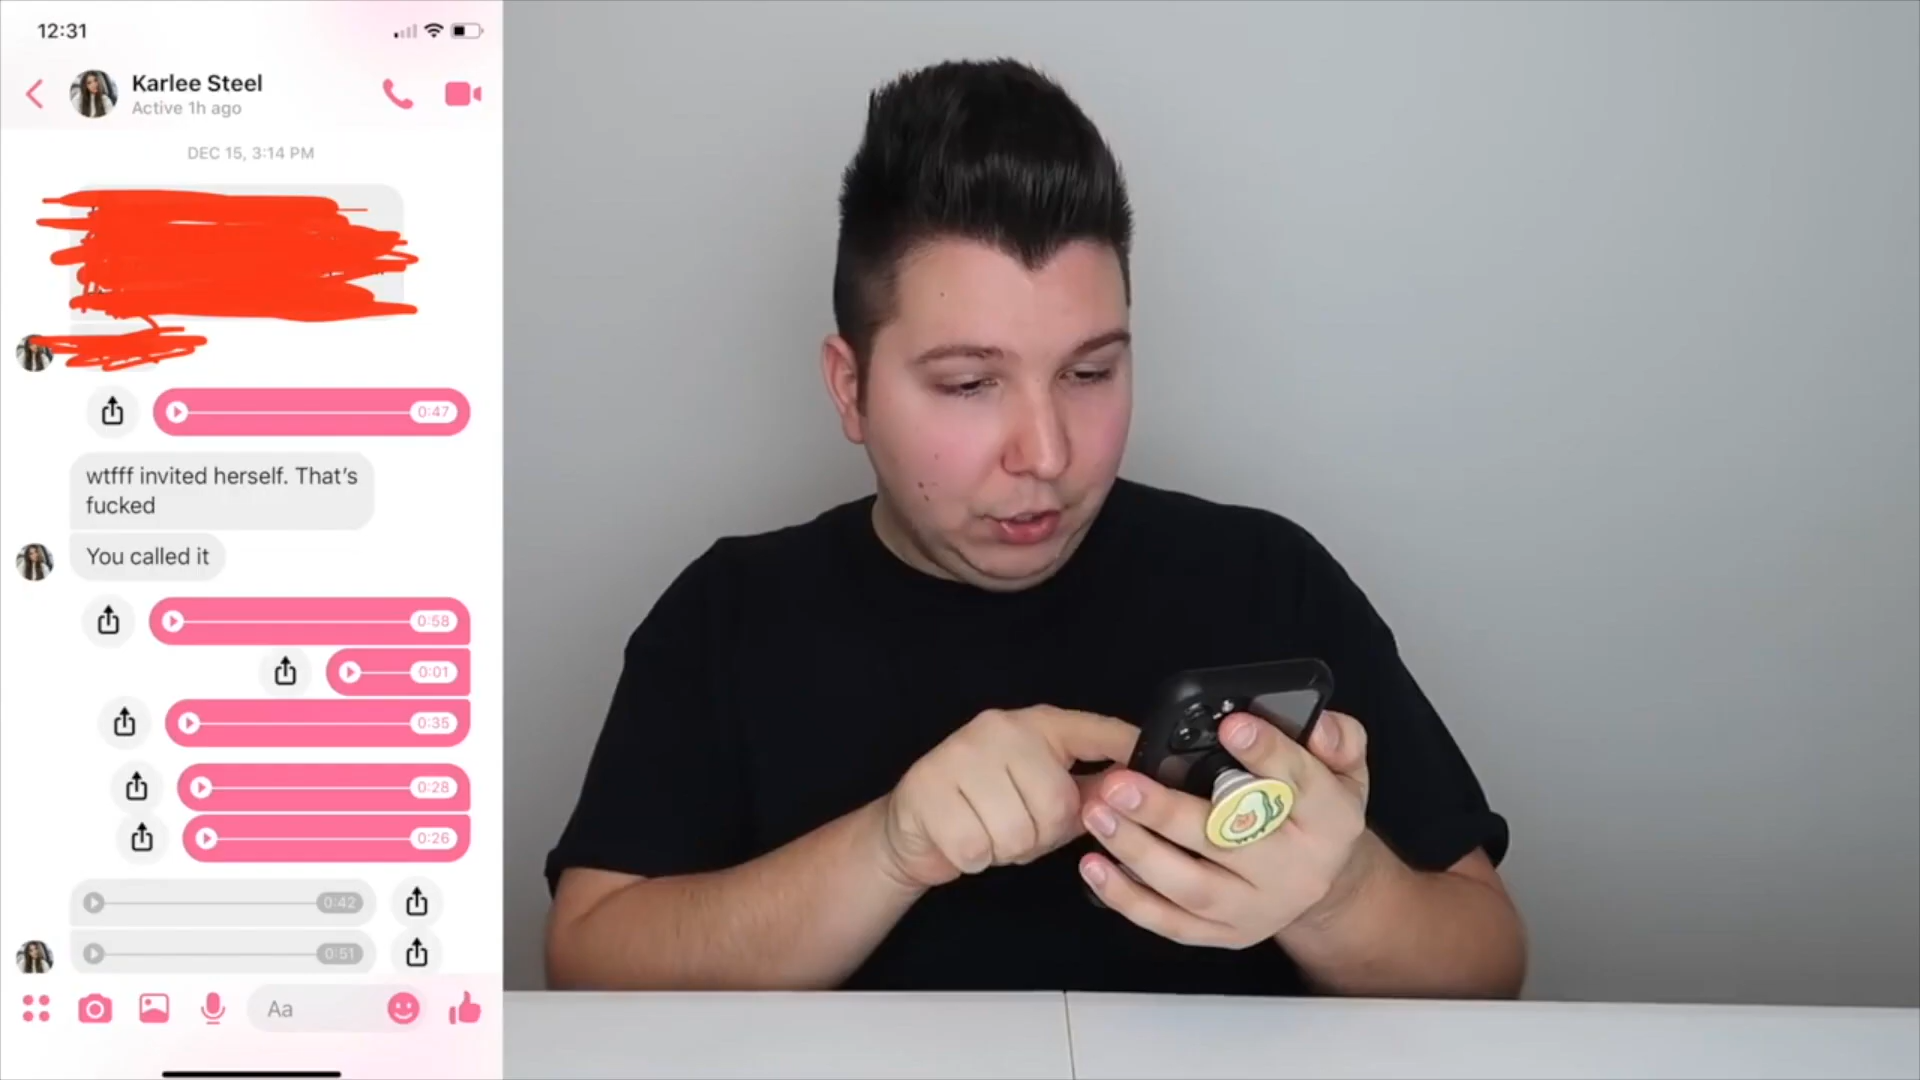 12:31
Karlee Steel
Active 1h ago
DEC 15, 3:14 PM
0:47
wtfff invited herself. That's
fucked
You called it
0:58
0:01
0:35
0:28
0:26
0:42
0:51
Aa